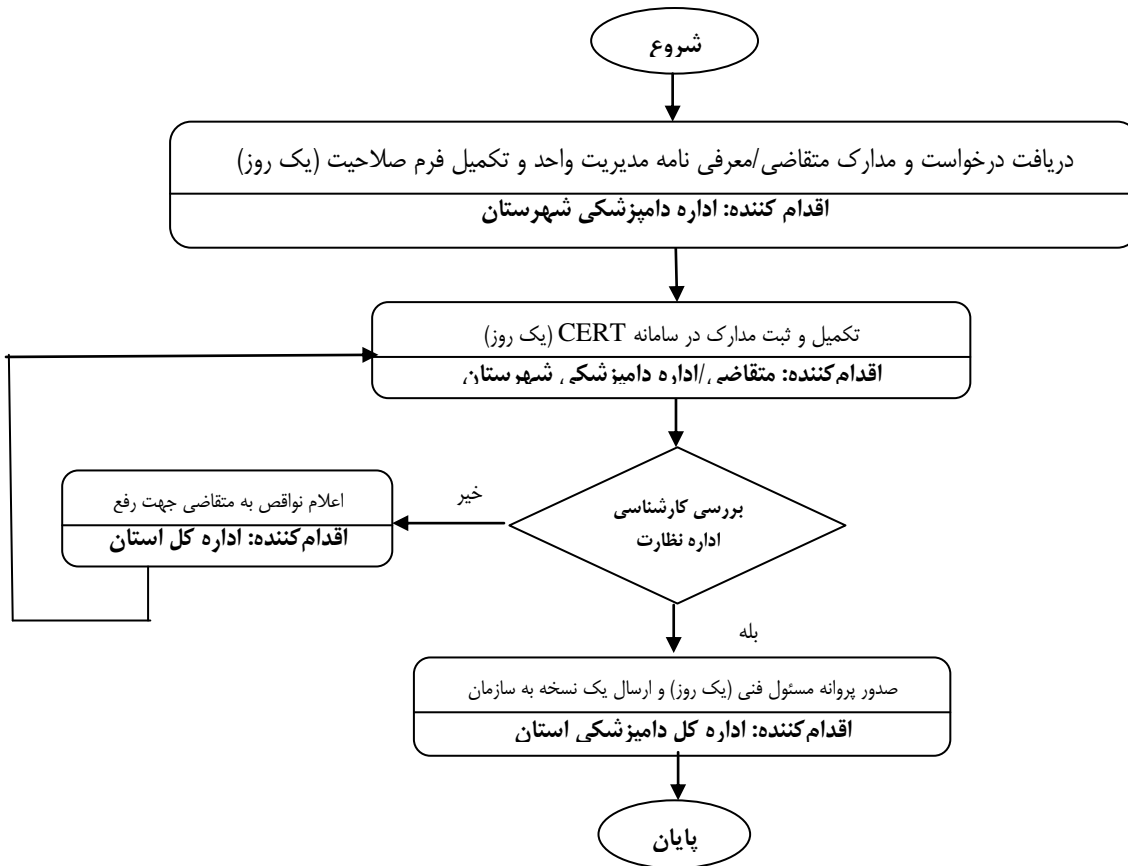 شروع
دریافت درخواست و مدارک متقاضی/معرفی نامه مدیریت واحد و تکمیل فرم صلاحیت (یک روز)
اقدام کننده: اداره دامپزشکی شهرستان
تکمیل و ثبت مدارک در سامانه CERT (یک روز)
اقدام‌کننده: متقاضی/اداره دامپزشکی شهرستان
بررسی کارشناسی
اداره نظارت
خیر
اعلام نواقص به متقاضی جهت رفع
اقدام‌کننده: اداره کل استان
بله
صدور پروانه مسئول فنی (یک روز) و ارسال یک نسخه به سازمان
اقدام‌کننده: اداره کل دامپزشکی استان
پایان